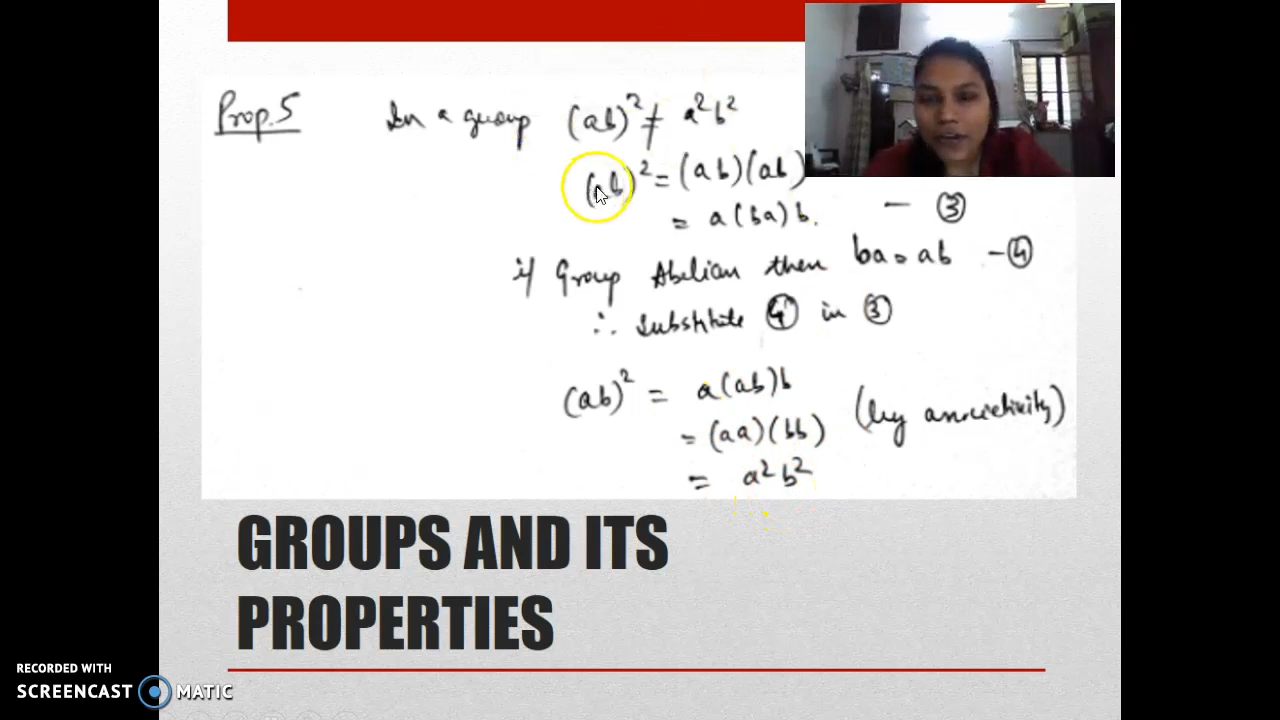 Prop. 5 In a group (ab)² ≠ a²b²
(ab)² = (ab)(ab)
= a(ba)b. — ③
if Group Abelian then ba = ab — ④
∴ substitute ④ in ③
(ab)² = a(ab)b
= (aa)(bb) (by associativity)
= a²b²
GROUPS AND ITS
PROPERTIES
RECORDED WITH
SCREENCAST MATIC